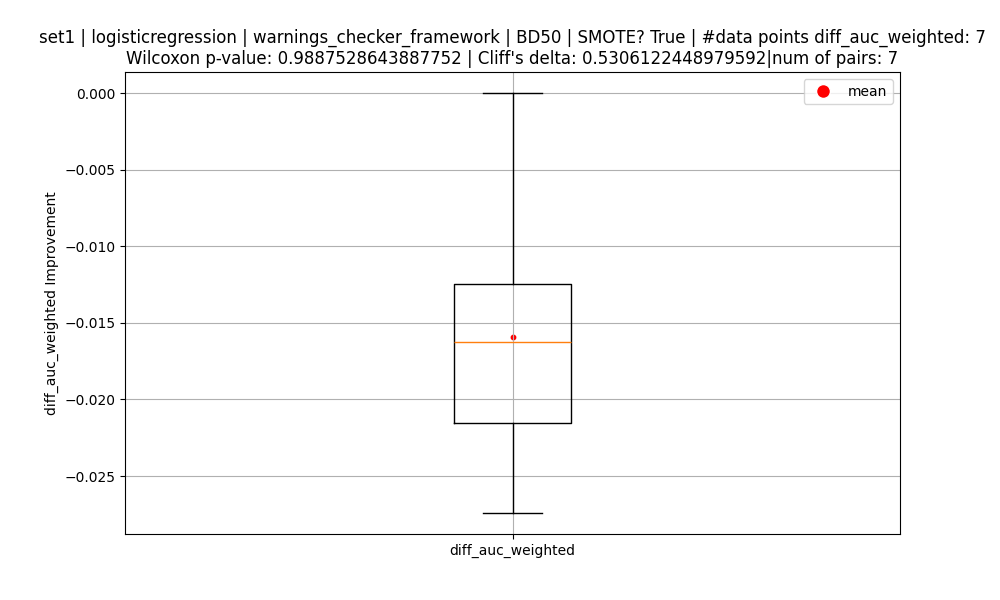 set1 | logisticregression | warnings_checker_framework | BD50 | SMOTE? True | #data points diff_auc_weighted: 7
Wilcoxon p-value: 0.9887528643887752 | Cliff's delta: 0.5306122448979592|num of pairs: 7
mean
0.000
−0.005
−0.010
−0.015
−0.020
−0.025
diff_auc_weighted Improvement
diff_auc_weighted